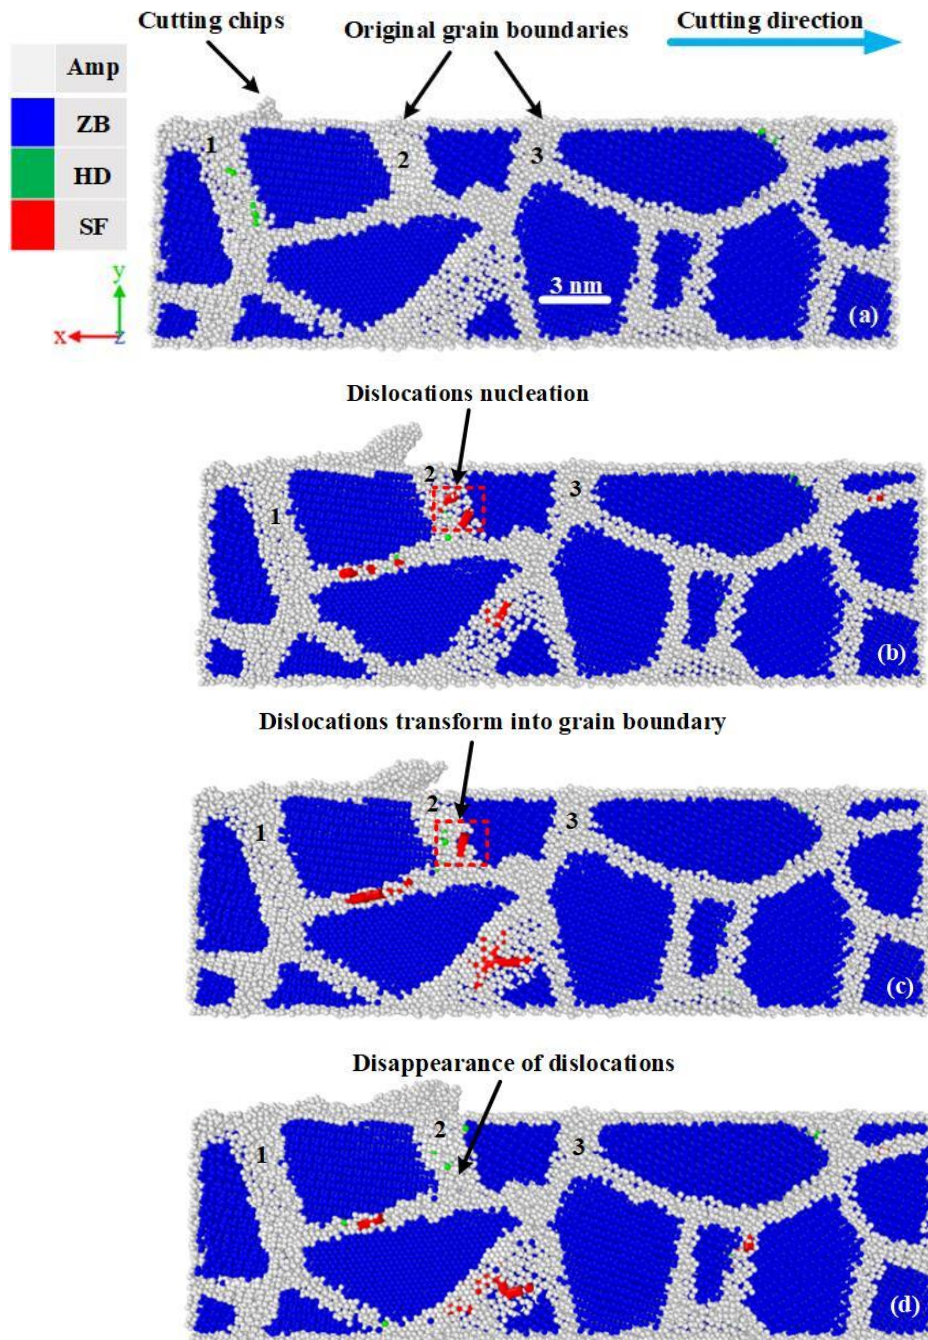 Cutting chips
Original grain boundaries
Cutting direction
Amp
ZB
HD
SF
1
2
3
y
x
z
3 nm
(a)
Dislocations nucleation
1
2
3
(b)
Dislocations transform into grain boundary
1
2
3
(c)
Disappearance of dislocations
1
2
3
(d)